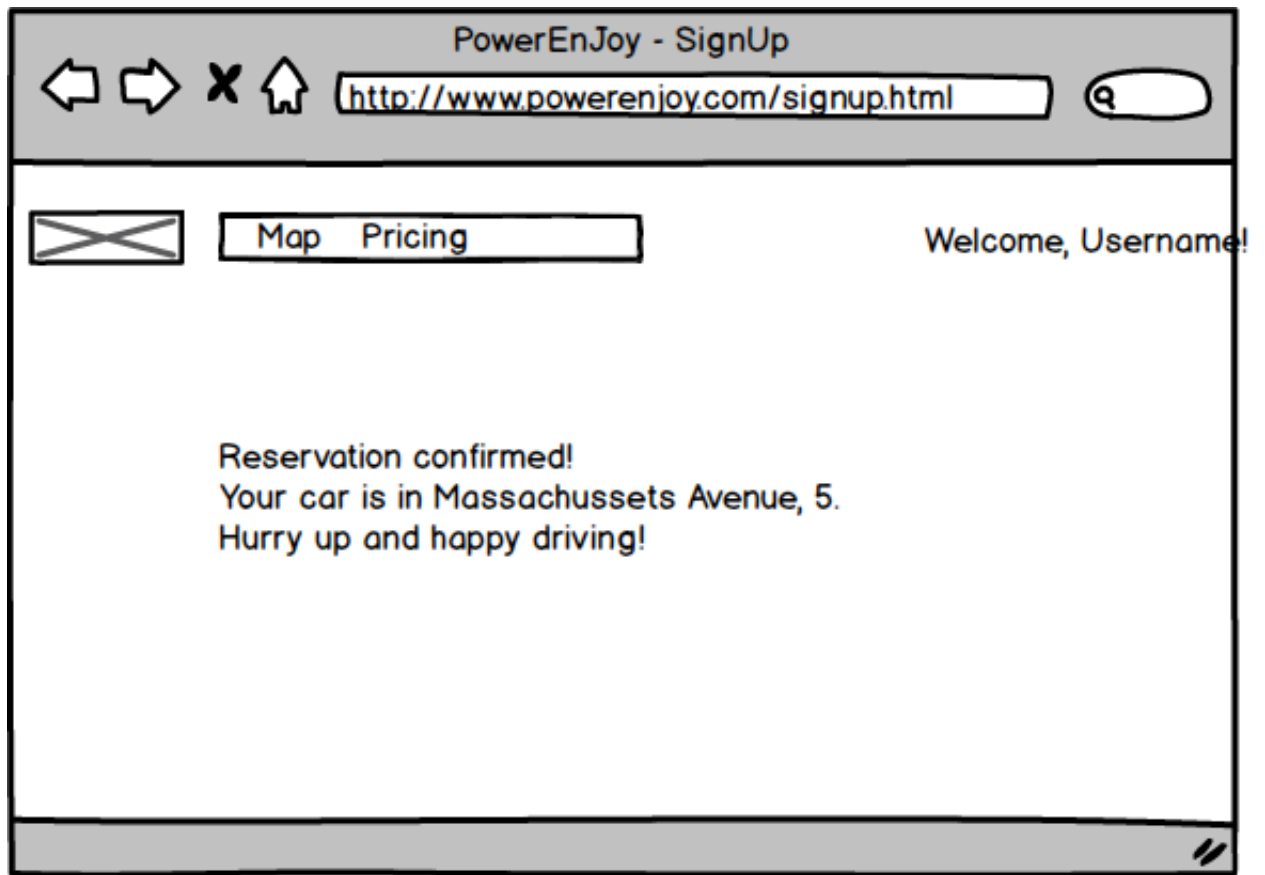 PowerEnJoy - SignUp
http://www.powerenjoy.com/signup.html
Map Pricing
Welcome, Username!
Reservation confirmed!
Your car is in Massachussets Avenue, 5.
Hurry up and happy driving!